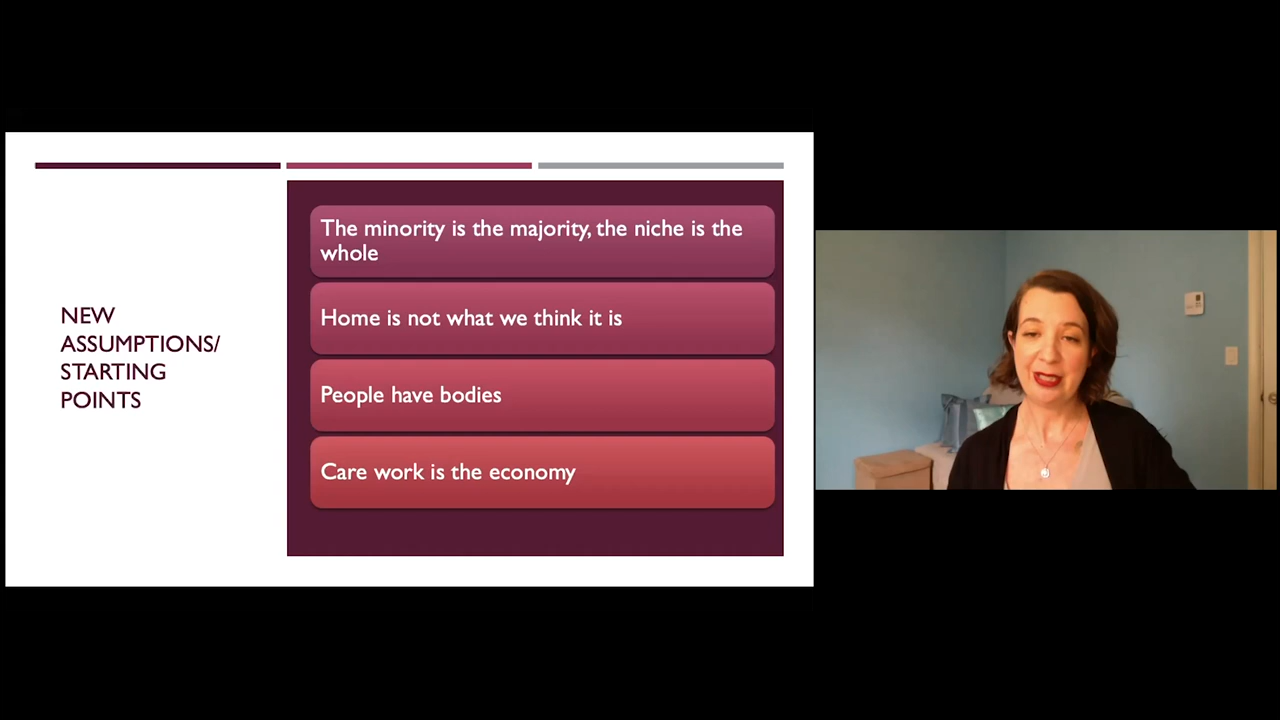 NEW
ASSUMPTIONS/
STARTING
POINTS
The minority is the majority, the niche is the
whole
Home is not what we think it is
People have bodies
Care work is the economy